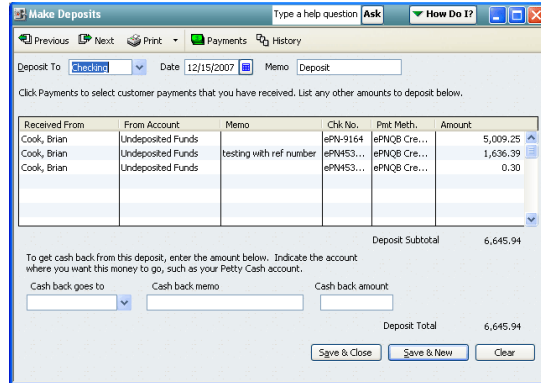 Make Deposits Type a help question Ask How Do I?
Previous Next Print Payments History
Deposit To Checking Date 12/15/2007 Memo Deposit
Click Payments to select customer payments that you have received. List any other amounts to deposit below.
Received From From Account Memo Chk No. Pmt Meth. Amount
Cook, Brian Undeposited Funds ePN-9164 ePNQB Cre... 5,009.25
Cook, Brian Undeposited Funds testing with ref number ePN453... ePNQB Cre... 1,636.39
Cook, Brian Undeposited Funds ePN453... ePNQB Cre... 0.30
Deposit Subtotal 6,645.94
To get cash back from this deposit, enter the amount below. Indicate the account
where you want this money to go, such as your Petty Cash account.
Cash back goes to Cash back memo Cash back amount
Deposit Total 6,645.94
Save & Close Save & New Clear